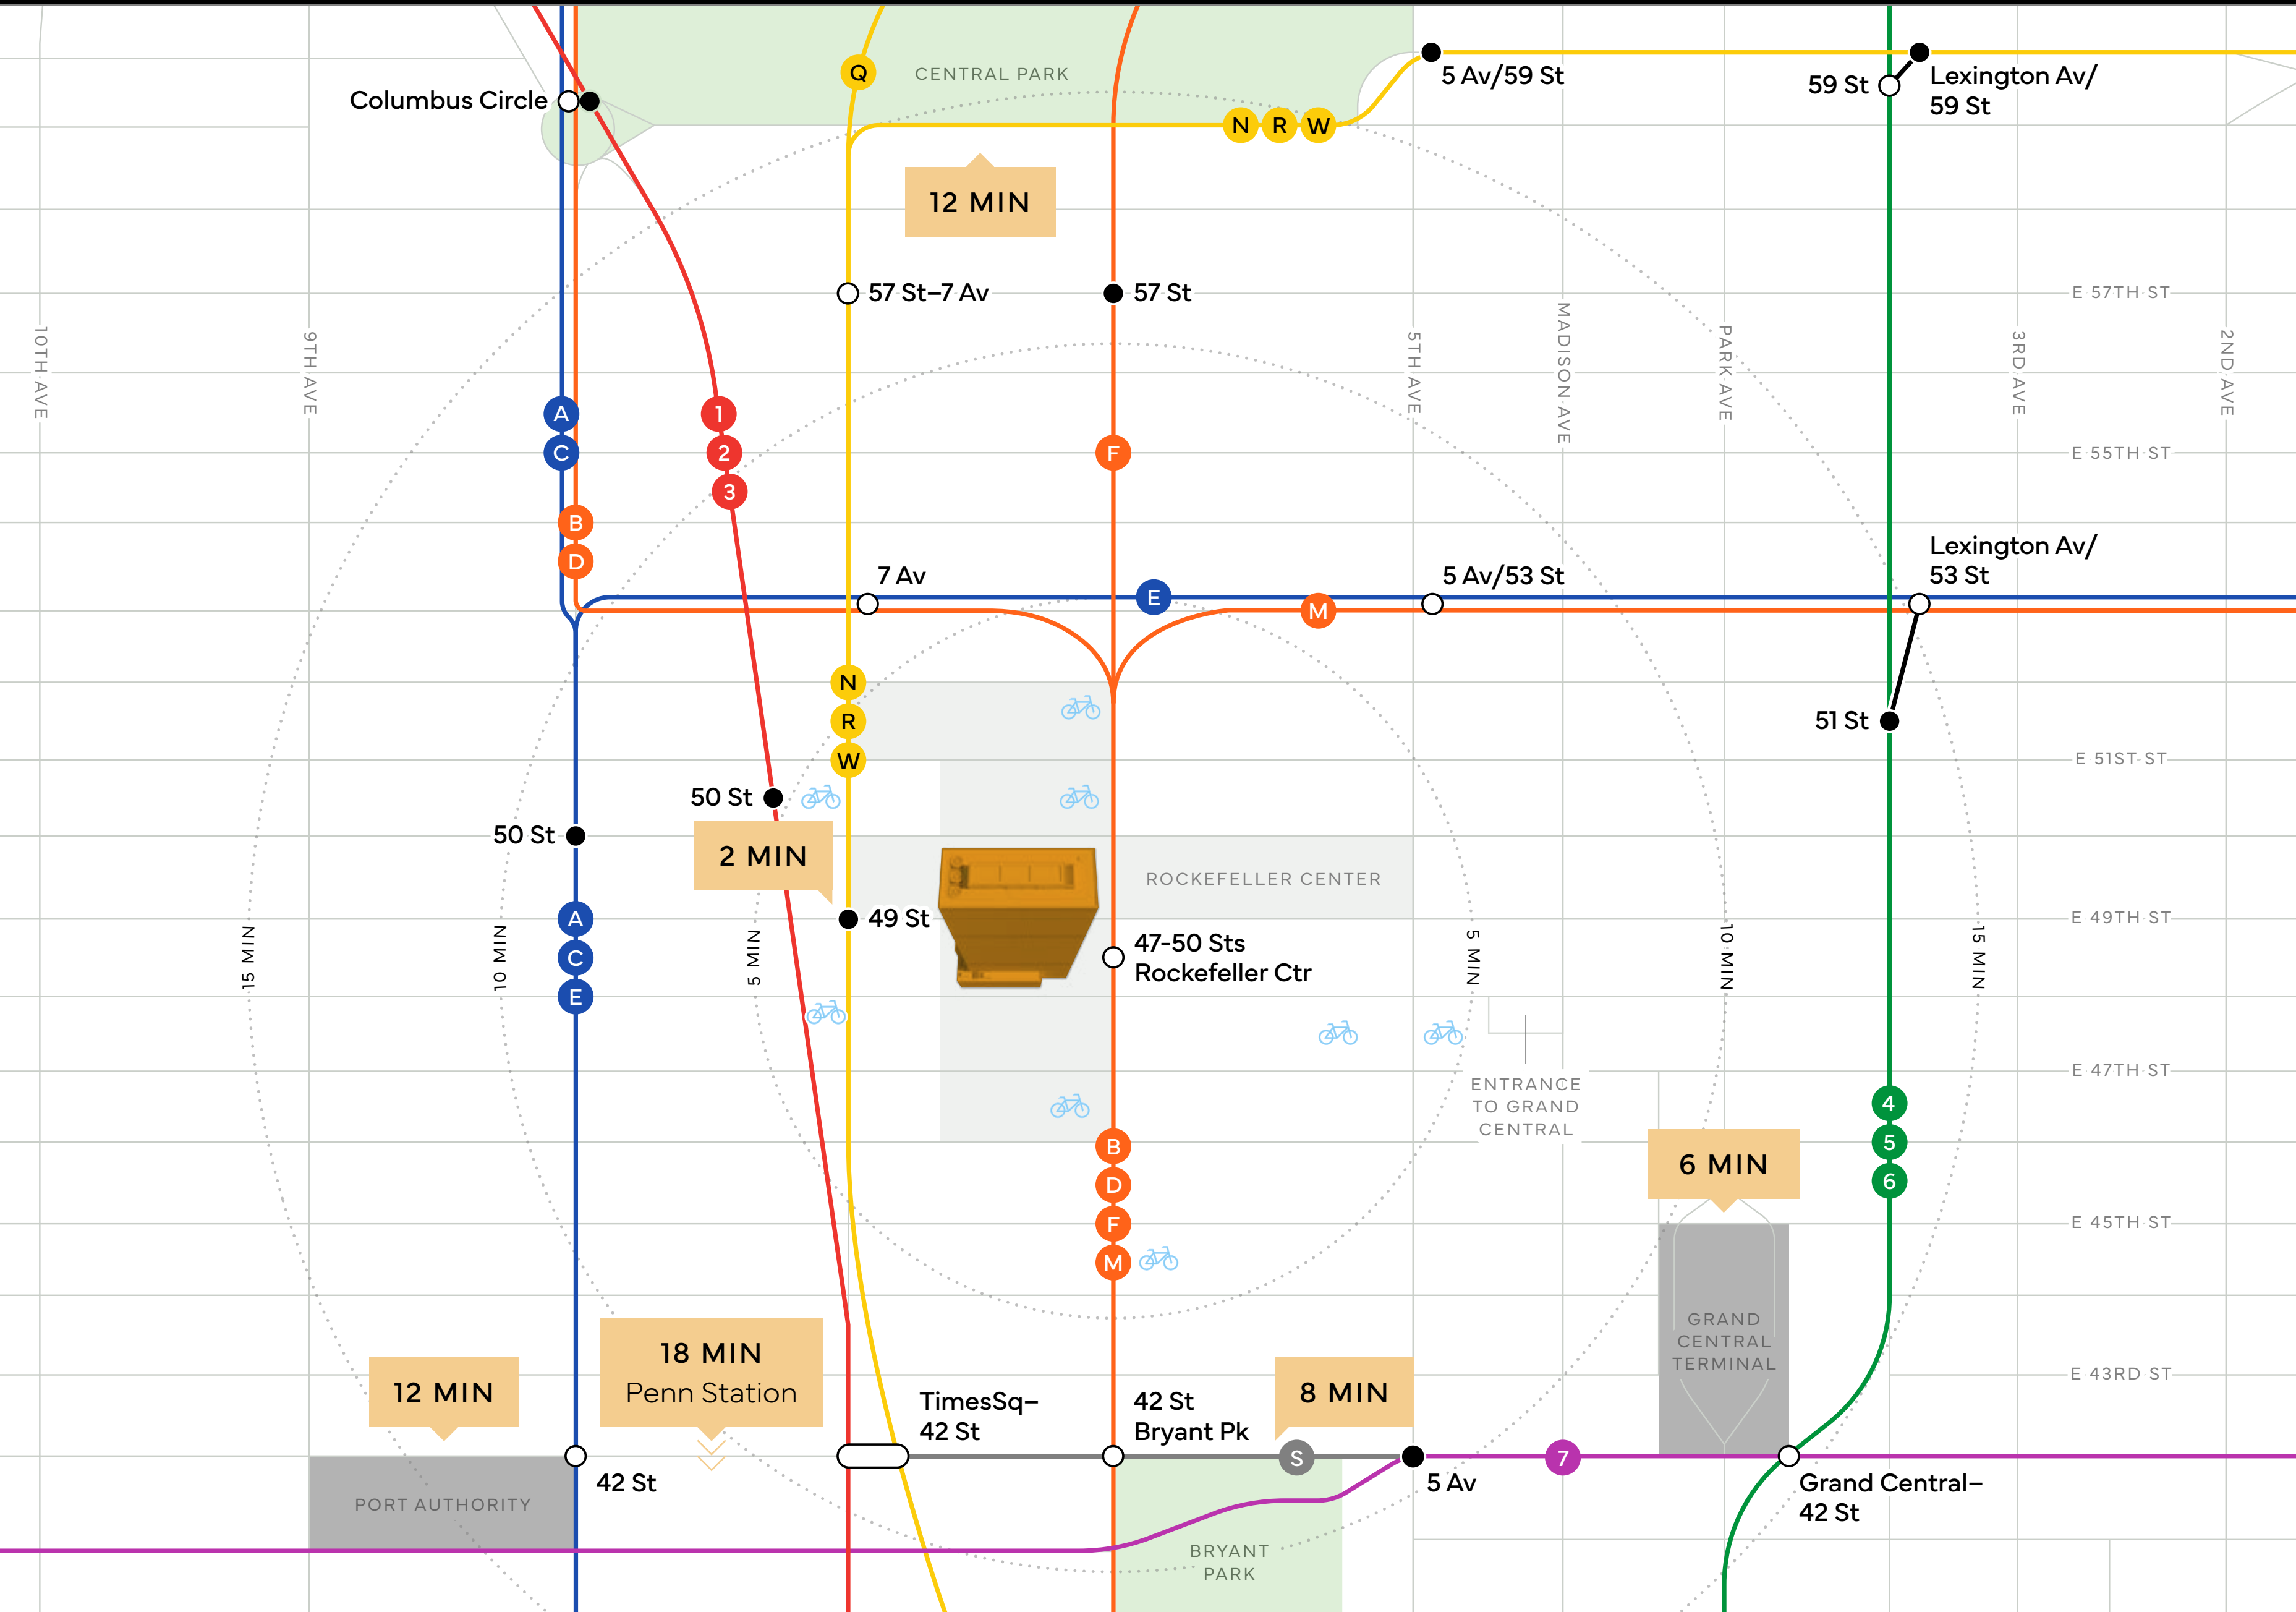 Q
CENTRAL PARK
5 Av/59 St
59 St
Lexington Av/
59 St
Columbus Circle
N R W
12 MIN
57 St–7 Av
57 St
E 57TH ST
10TH AVE
9TH AVE
5TH AVE
MADISON AVE
PARK AVE
3RD AVE
2ND AVE
A
C
1
2
3
F
E 55TH ST
B
D
7 Av
E
5 Av/53 St
M
Lexington Av/
53 St
N
R
W
51 St
E 51ST ST
50 St
50 St
2 MIN
ROCKEFELLER CENTER
49 St
E 49TH ST
A
C
E
47-50 Sts
Rockefeller Ctr
15 MIN
10 MIN
5 MIN
5 MIN
10 MIN
15 MIN
E 47TH ST
ENTRANCE
TO GRAND
CENTRAL
4
5
6
B
D
F
M
6 MIN
E 45TH ST
GRAND
CENTRAL
TERMINAL
E 43RD ST
12 MIN
18 MIN
Penn Station
TimesSq–
42 St
42 St
Bryant Pk
8 MIN
S
7
42 St
5 Av
Grand Central–
42 St
PORT AUTHORITY
BRYANT
PARK